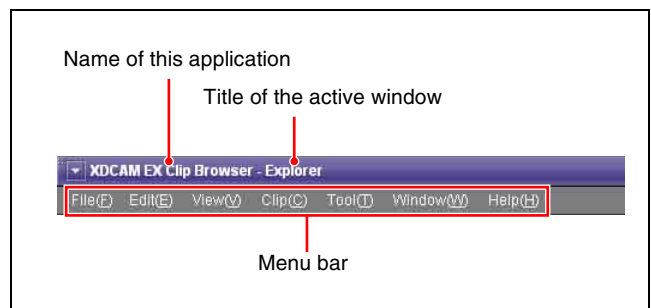 Name of this application
Title of the active window
XDCAM EX Clip Browser - Explorer
File(F) Edit(E) View(V) Clip(C) Tool(T) Window(W) Help(H)
Menu bar